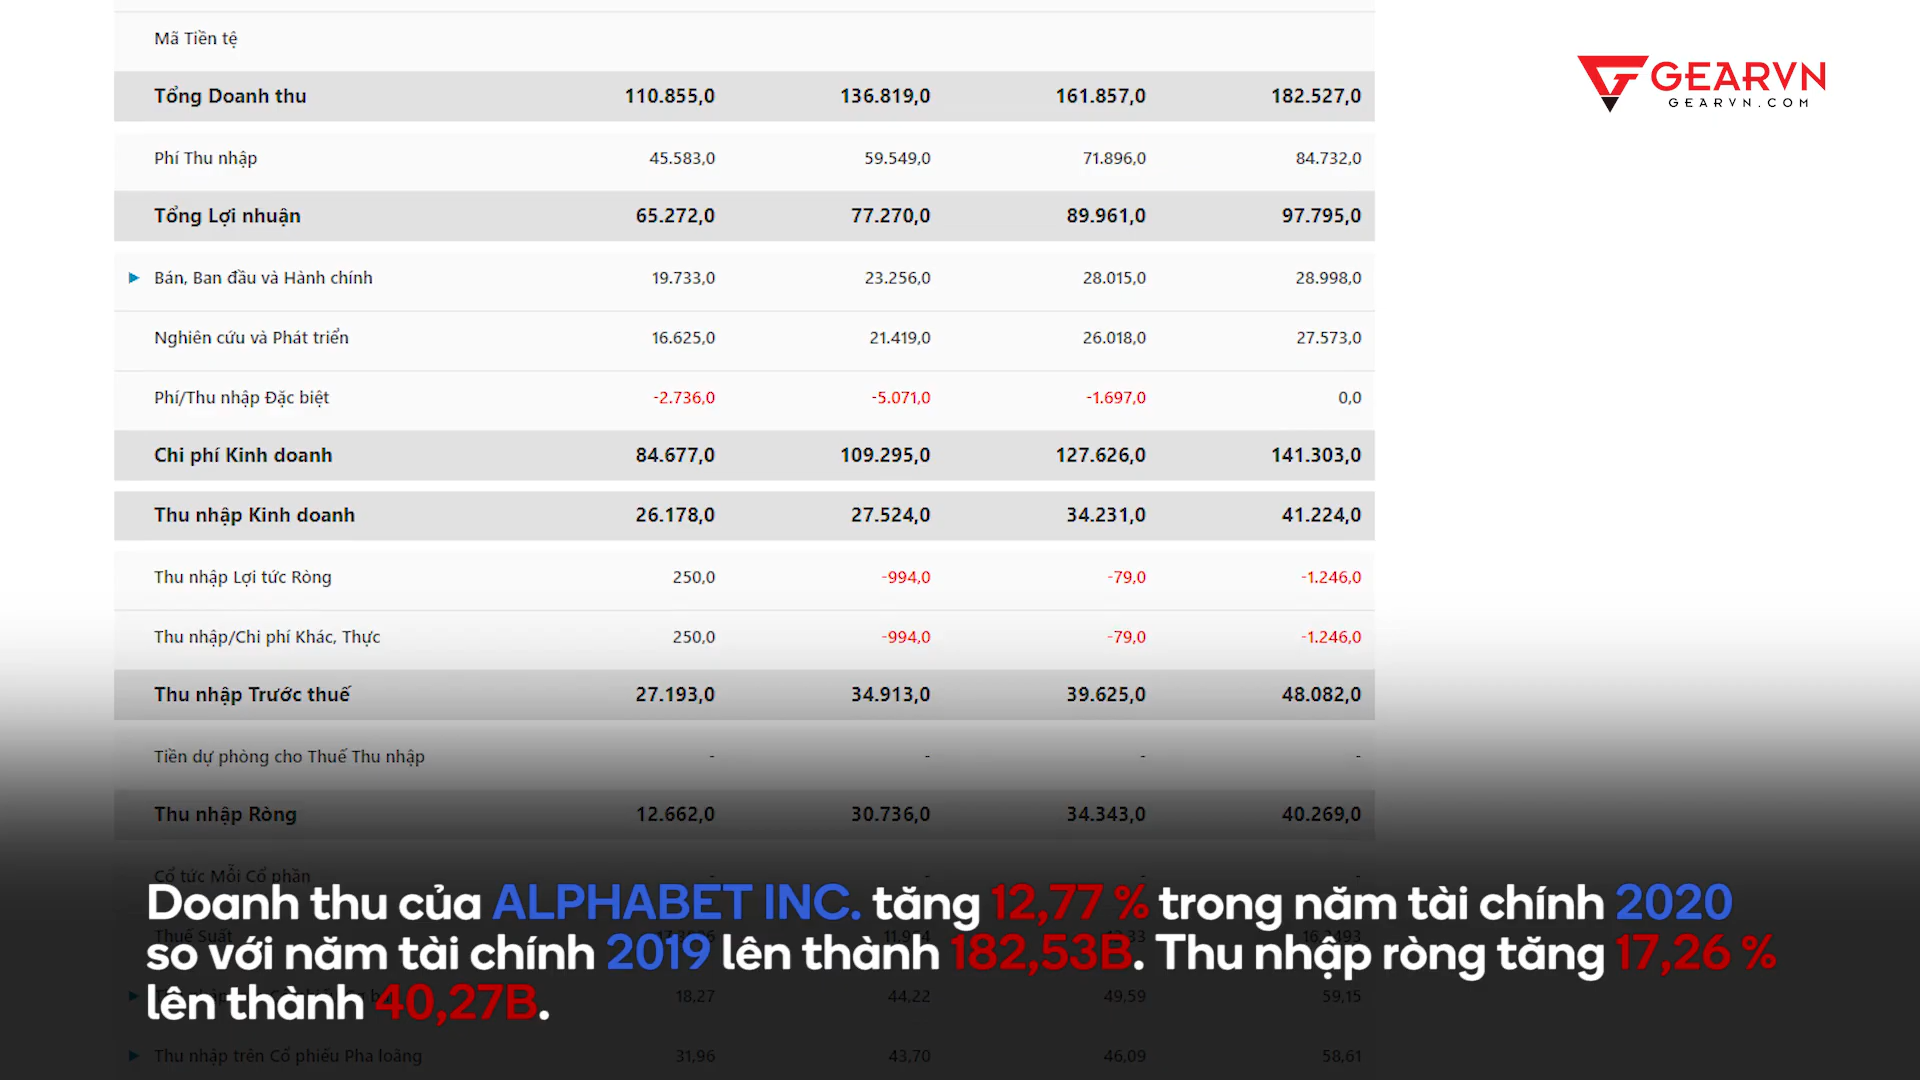 Mã Tiền tệ
GEARVN
GEARVN.COM
Tổng Doanh thu 110.855,0 136.819,0 161.857,0 182.527,0
Phí Thu nhập 45.583,0 59.549,0 71.896,0 84.732,0
Tổng Lợi nhuận 65.272,0 77.270,0 89.961,0 97.795,0
Bán, Ban đầu và Hành chính 19.733,0 23.256,0 28.015,0 28.998,0
Nghiên cứu và Phát triển 16.625,0 21.419,0 26.018,0 27.573,0
Phí/Thu nhập Đặc biệt -2.736,0 -5.071,0 -1.697,0 0,0
Chi phí Kinh doanh 84.677,0 109.295,0 127.626,0 141.303,0
Thu nhập Kinh doanh 26.178,0 27.524,0 34.231,0 41.224,0
Thu nhập Lợi tức Ròng 250,0 -994,0 -79,0 -1.246,0
Thu nhập/Chi phí Khác, Thực 250,0 -994,0 -79,0 -1.246,0
Thu nhập Trước thuế 27.193,0 34.913,0 39.625,0 48.082,0
Tiền dự phòng cho Thuế Thu nhập - - - -
Thu nhập Ròng 12.662,0 30.736,0 34.343,0 40.269,0
Cổ tức Mỗi Cổ phần - - - -
Doanh thu của ALPHABET INC. tăng 12,77 % trong năm tài chính 2020
Thuế Suất
so với năm tài chính 2019 lên thành 182,53B. Thu nhập ròng tăng 17,26 %
18,27 44,22 49,59 59,15
lên thành 40,27B.
Thu nhập trên Cổ phiếu Pha loãng 31,96 43,70 46,09 58,61